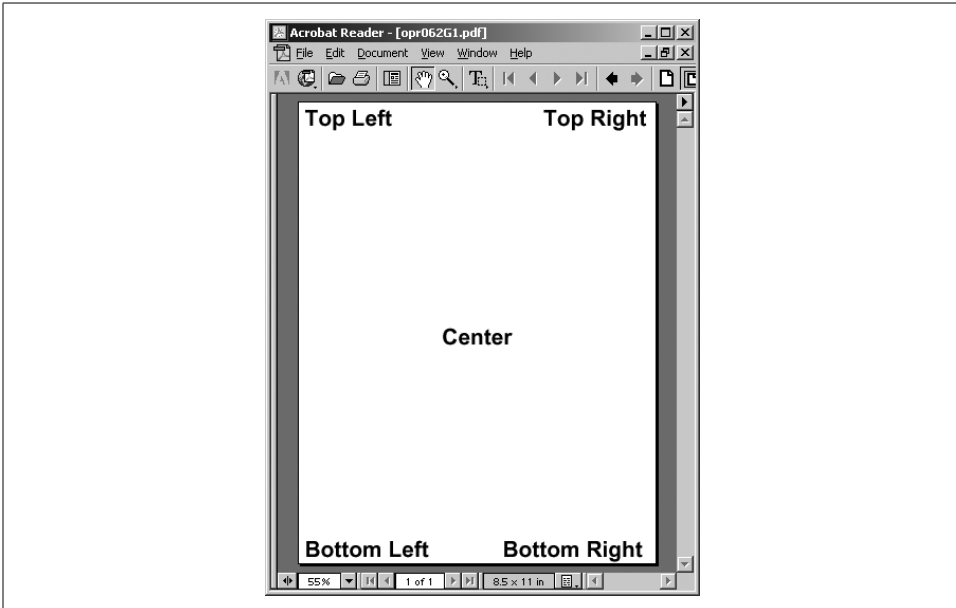 Acrobat Reader - [opr062G1.pdf]
File Edit Document View Window Help
Top Left Top Right
Center
Bottom Left Bottom Right
55% 1 of 1 8.5 x 11 in